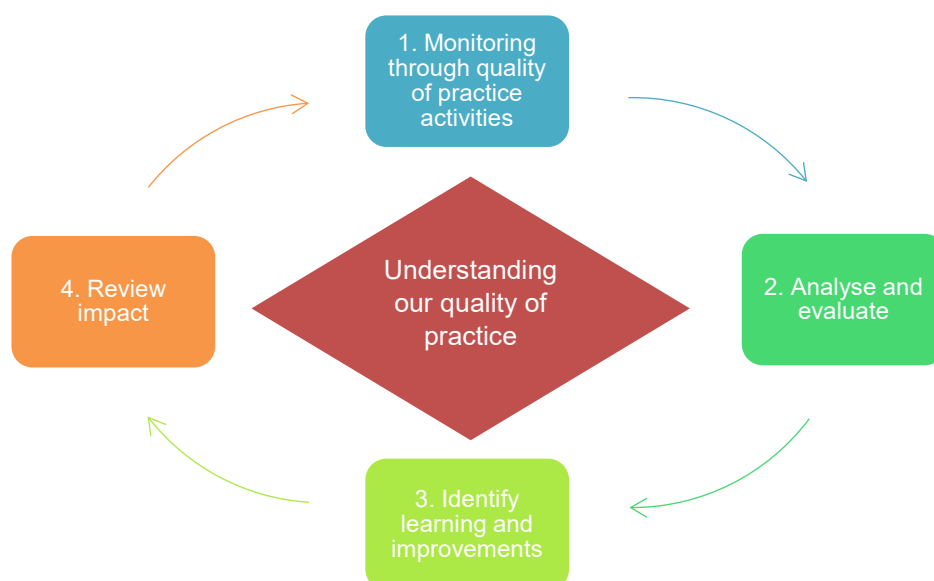 1. Monitoring
through quality
of practice
activities
2. Analyse and
evaluate
3. Identify
learning and
improvements
4. Review
impact
Understanding
our quality of
practice